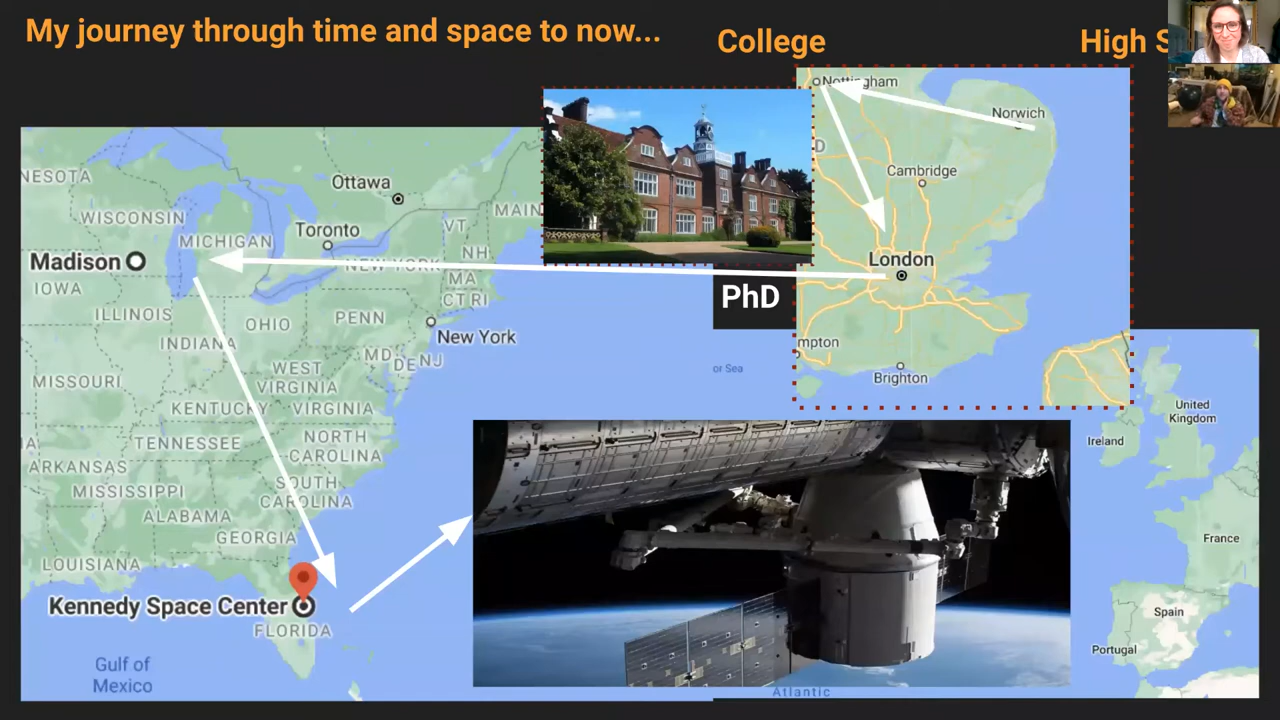 My journey through time and space to now...
College
High S
Nottingham
Norwich
D
Cambridge
London
PhD
mpton
Brighton
or Sea
NESOTA
Ottawa
WISCONSIN
MAIN
Toronto
VT
MICHIGAN
NH
Madison
NEW YORK
MA
IOWA
CT RI
ILLINOIS
OHIO
PENN
New York
INDIANA
MD
DE NJ
WEST
VIRGINIA
MISSOURI
KENTUCKY
VIRGINIA
TENNESSEE
NORTH
CAROLINA
ARKANSAS
SOUTH
CAROLINA
MISSISSIPPI
ALABAMA
GEORGIA
LOUISIANA
Kennedy Space Center
FLORIDA
Gulf of
Mexico
United
Kingdom
Ireland
France
Spain
Portugal
Atlantic